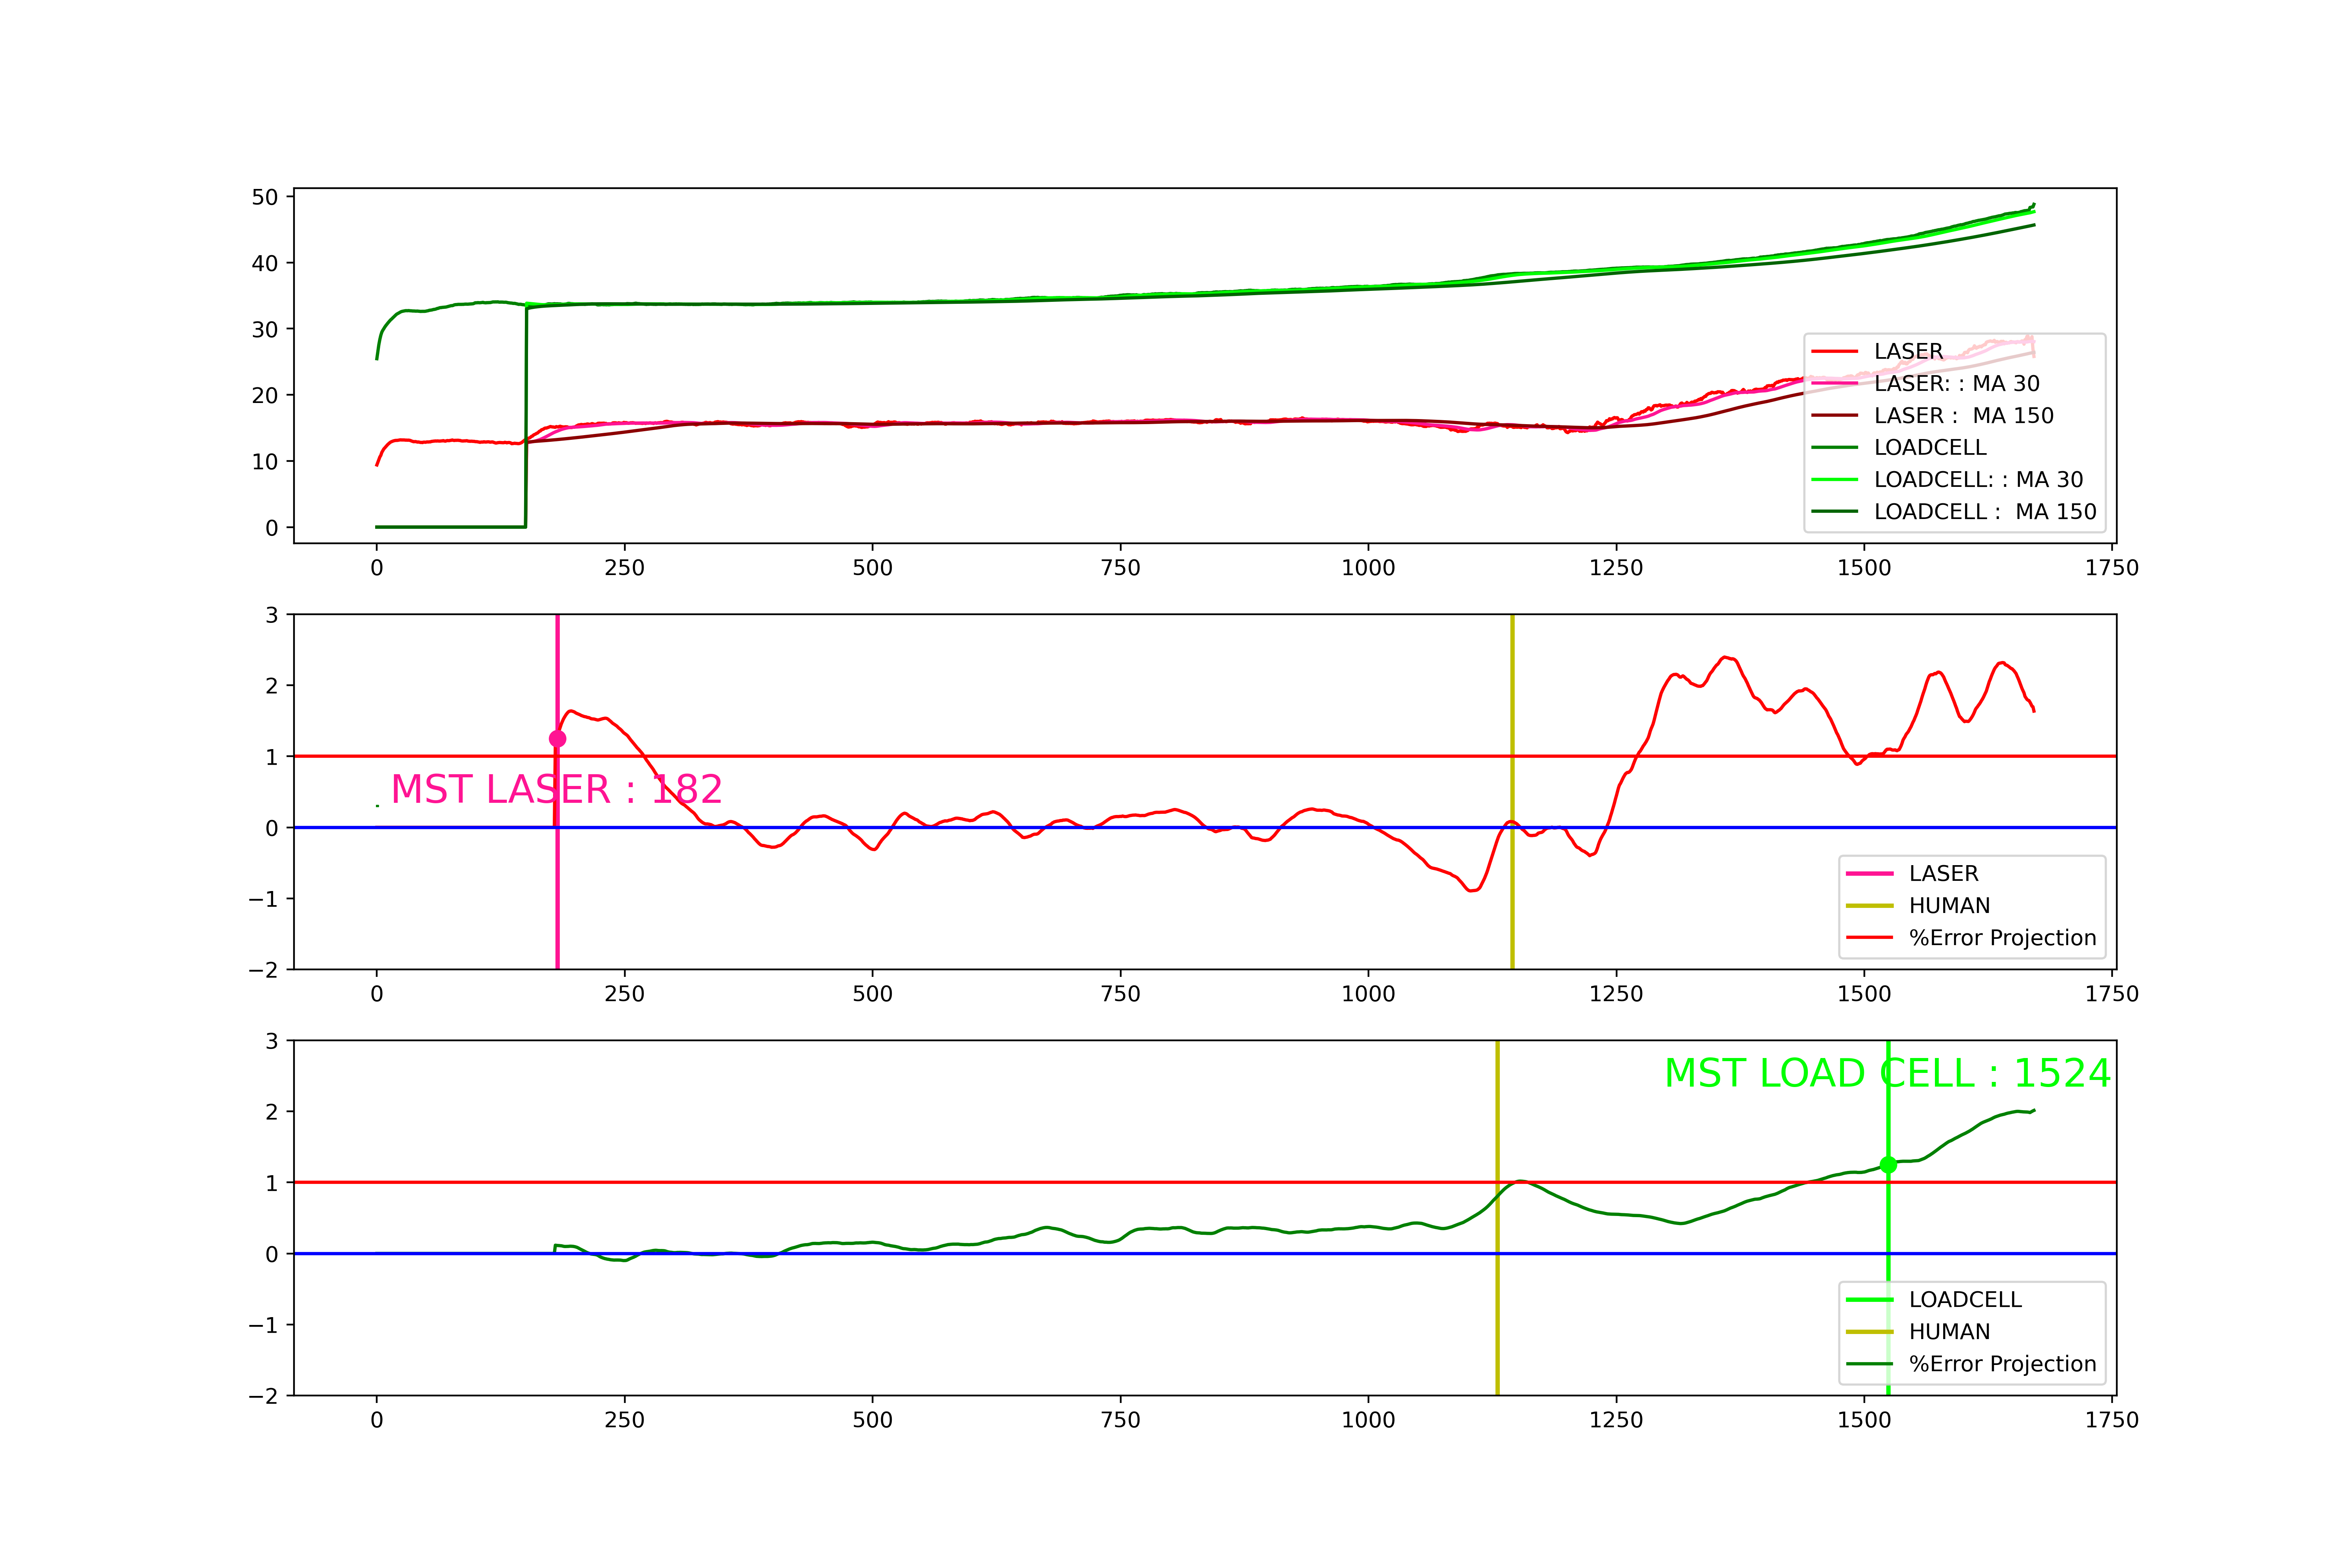 50
40
30
20
10
0
LASER
LASER: : MA 30
LASER :  MA 150
LOADCELL
LOADCELL: : MA 30
LOADCELL :  MA 150
0 250 500 750 1000 1250 1500 1750
3
2
1
0
−1
−2
MST LASER : 182
LASER
HUMAN
%Error Projection
0 250 500 750 1000 1250 1500 1750
3
2
1
0
−1
−2
MST LOAD CELL : 1524
LOADCELL
HUMAN
%Error Projection
0 250 500 750 1000 1250 1500 1750